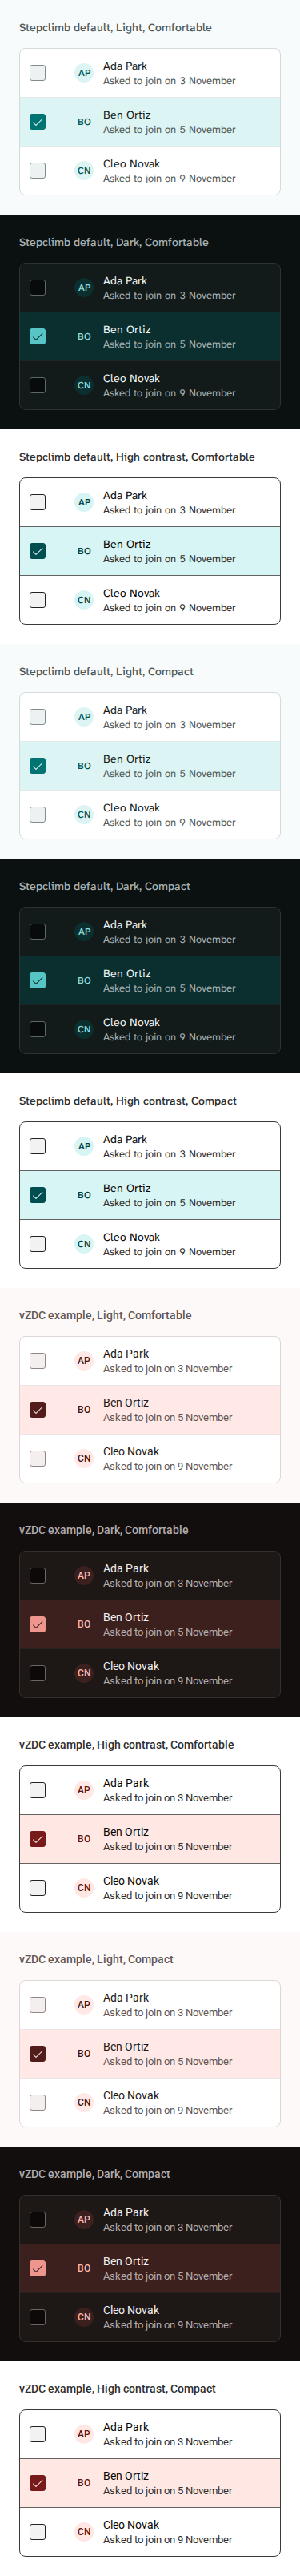 Stepclimb default, Light, Comfortable
AP
Ada Park
Asked to join on 3 November
BO
Ben Ortiz
Asked to join on 5 November
CN
Cleo Novak
Asked to join on 9 November
Stepclimb default, Dark, Comfortable
AP
Ada Park
Asked to join on 3 November
BO
Ben Ortiz
Asked to join on 5 November
CN
Cleo Novak
Asked to join on 9 November
Stepclimb default, High contrast, Comfortable
AP
Ada Park
Asked to join on 3 November
BO
Ben Ortiz
Asked to join on 5 November
CN
Cleo Novak
Asked to join on 9 November
Stepclimb default, Light, Compact
AP
Ada Park
Asked to join on 3 November
BO
Ben Ortiz
Asked to join on 5 November
CN
Cleo Novak
Asked to join on 9 November
Stepclimb default, Dark, Compact
AP
Ada Park
Asked to join on 3 November
BO
Ben Ortiz
Asked to join on 5 November
CN
Cleo Novak
Asked to join on 9 November
Stepclimb default, High contrast, Compact
AP
Ada Park
Asked to join on 3 November
BO
Ben Ortiz
Asked to join on 5 November
CN
Cleo Novak
Asked to join on 9 November
vZDC example, Light, Comfortable
AP
Ada Park
Asked to join on 3 November
BO
Ben Ortiz
Asked to join on 5 November
CN
Cleo Novak
Asked to join on 9 November
vZDC example, Dark, Comfortable
AP
Ada Park
Asked to join on 3 November
BO
Ben Ortiz
Asked to join on 5 November
CN
Cleo Novak
Asked to join on 9 November
vZDC example, High contrast, Comfortable
AP
Ada Park
Asked to join on 3 November
BO
Ben Ortiz
Asked to join on 5 November
CN
Cleo Novak
Asked to join on 9 November
vZDC example, Light, Compact
AP
Ada Park
Asked to join on 3 November
BO
Ben Ortiz
Asked to join on 5 November
CN
Cleo Novak
Asked to join on 9 November
vZDC example, Dark, Compact
AP
Ada Park
Asked to join on 3 November
BO
Ben Ortiz
Asked to join on 5 November
CN
Cleo Novak
Asked to join on 9 November
vZDC example, High contrast, Compact
AP
Ada Park
Asked to join on 3 November
BO
Ben Ortiz
Asked to join on 5 November
CN
Cleo Novak
Asked to join on 9 November